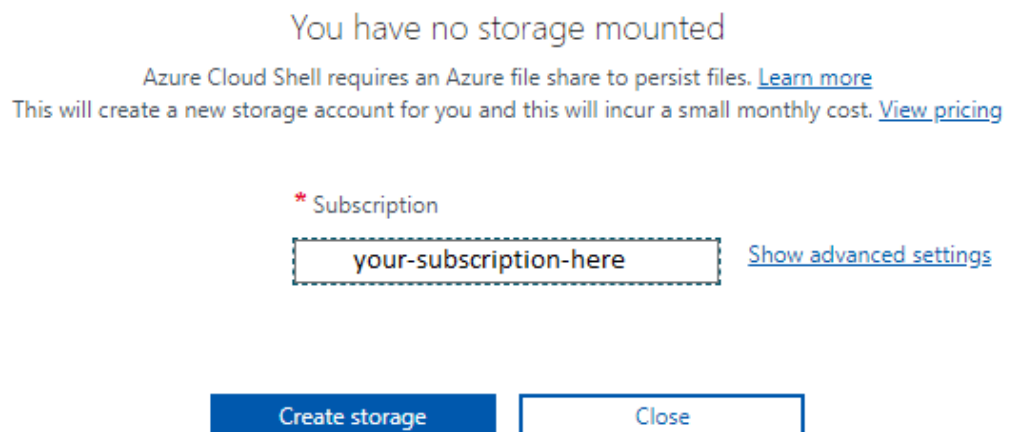 You have no storage mounted
Azure Cloud Shell requires an Azure file share to persist files. Learn more
This will create a new storage account for you and this will incur a small monthly cost. View pricing
* Subscription
your-subscription-here
Show advanced settings
Create storage
Close